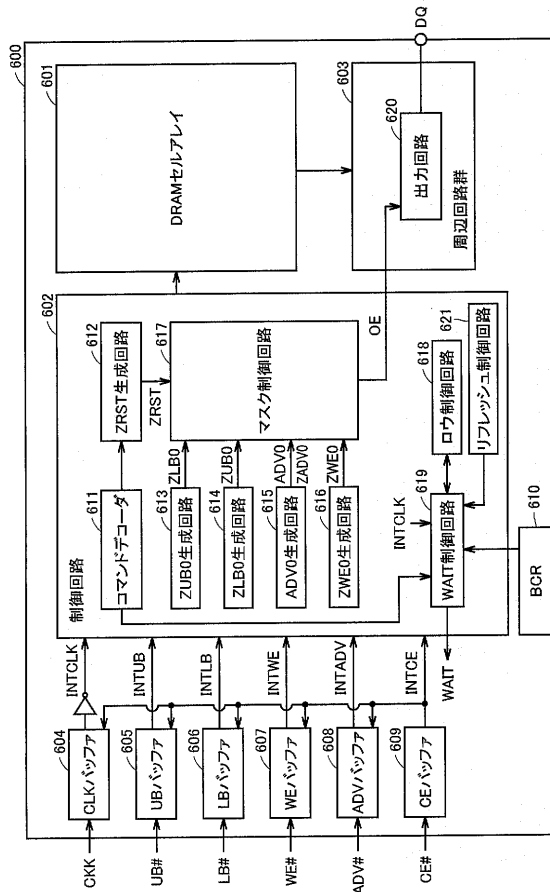 600
601
DRAMセルアレイ
603
620
出力回路
周辺回路群
DQ
602
制御回路
611
コマンドデコーダ
612
ZRST生成回路
ZRST
617
マスク制御回路
OE
613
ZUB0生成回路
ZLB0
614
ZLB0生成回路
ZUB0
615
ADV0生成回路
ADV0
ZADV0
616
ZWE0生成回路
ZWE0
INTCLK
619
WAIT制御回路
618
ロウ制御回路
621
リフレッシュ制御回路
610
BCR
WAIT
604
CLKバッファ
INTCLK
605
UBバッファ
INTUB
606
LBバッファ
INTLB
607
WEバッファ
INTWE
608
ADVバッファ
INTADV
609
CEバッファ
INTCE
CKK
UB#
LB#
WE#
ADV#
CE#